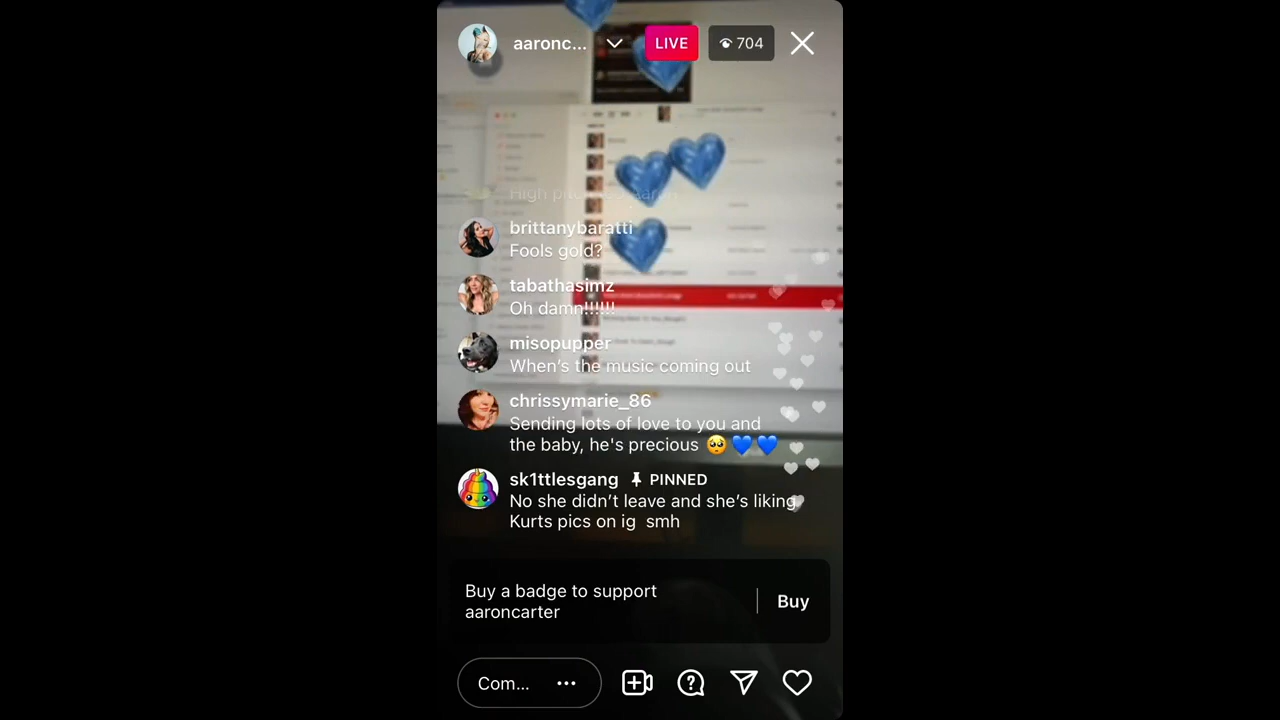 aaronc...
LIVE
704
High
brittanybaratti
Fools gold?
tabathasimz
Oh damn!!!!!!
misopupper
When’s the music coming out
chrissymarie_86
Sending lots of love to you and
the baby, he's precious 🥺 💙 💙
sk1ttlesgang PINNED
No she didn’t leave and she’s liking
Kurts pics on ig smh
Buy a badge to support
aaroncarter
Buy
Com...